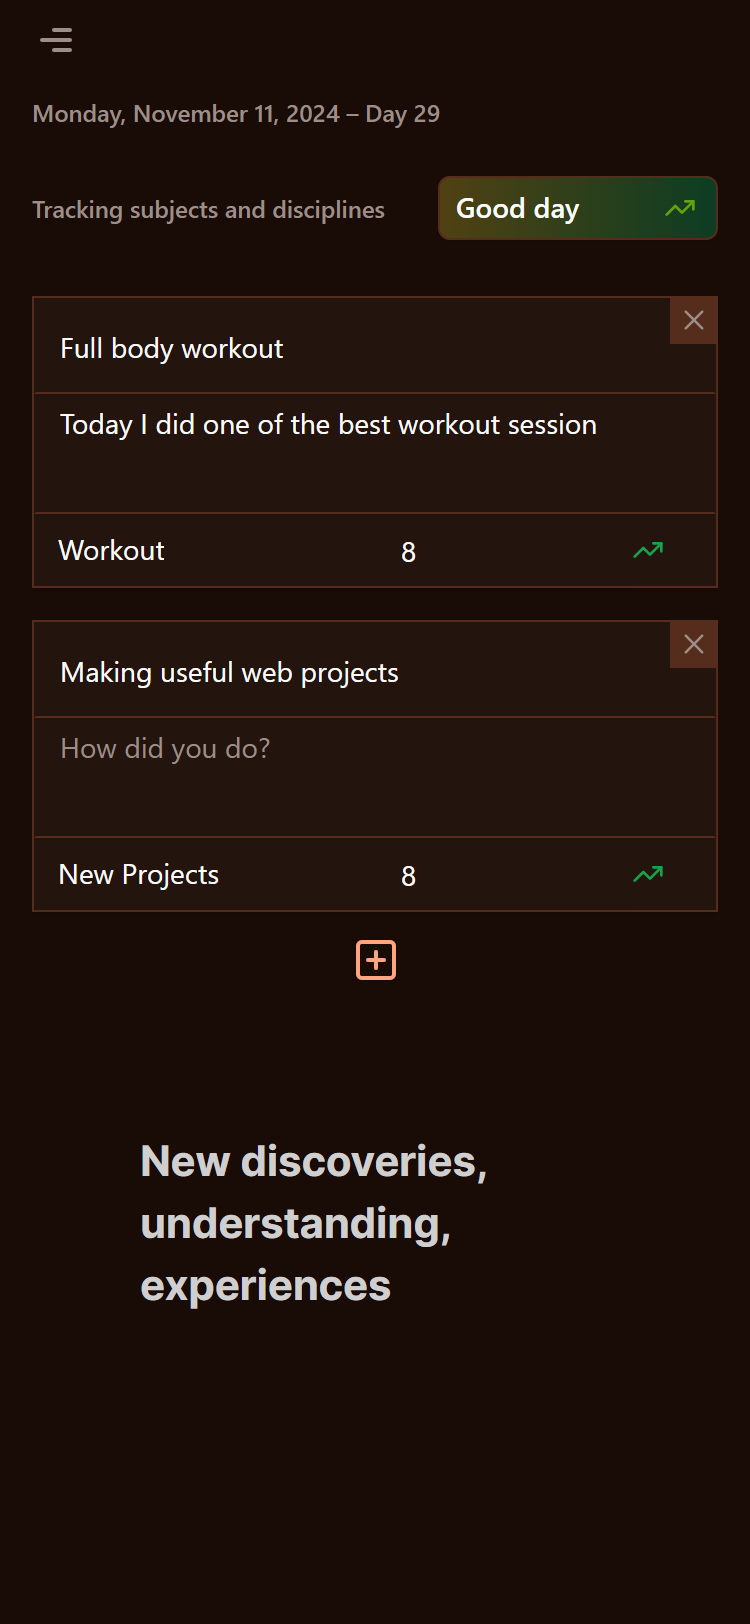 Monday, November 11, 2024 – Day 29
Tracking subjects and disciplines
Good day
Full body workout
Today I did one of the best workout session
Workout 8
Making useful web projects
How did you do?
New Projects 8
New discoveries,
understanding,
experiences